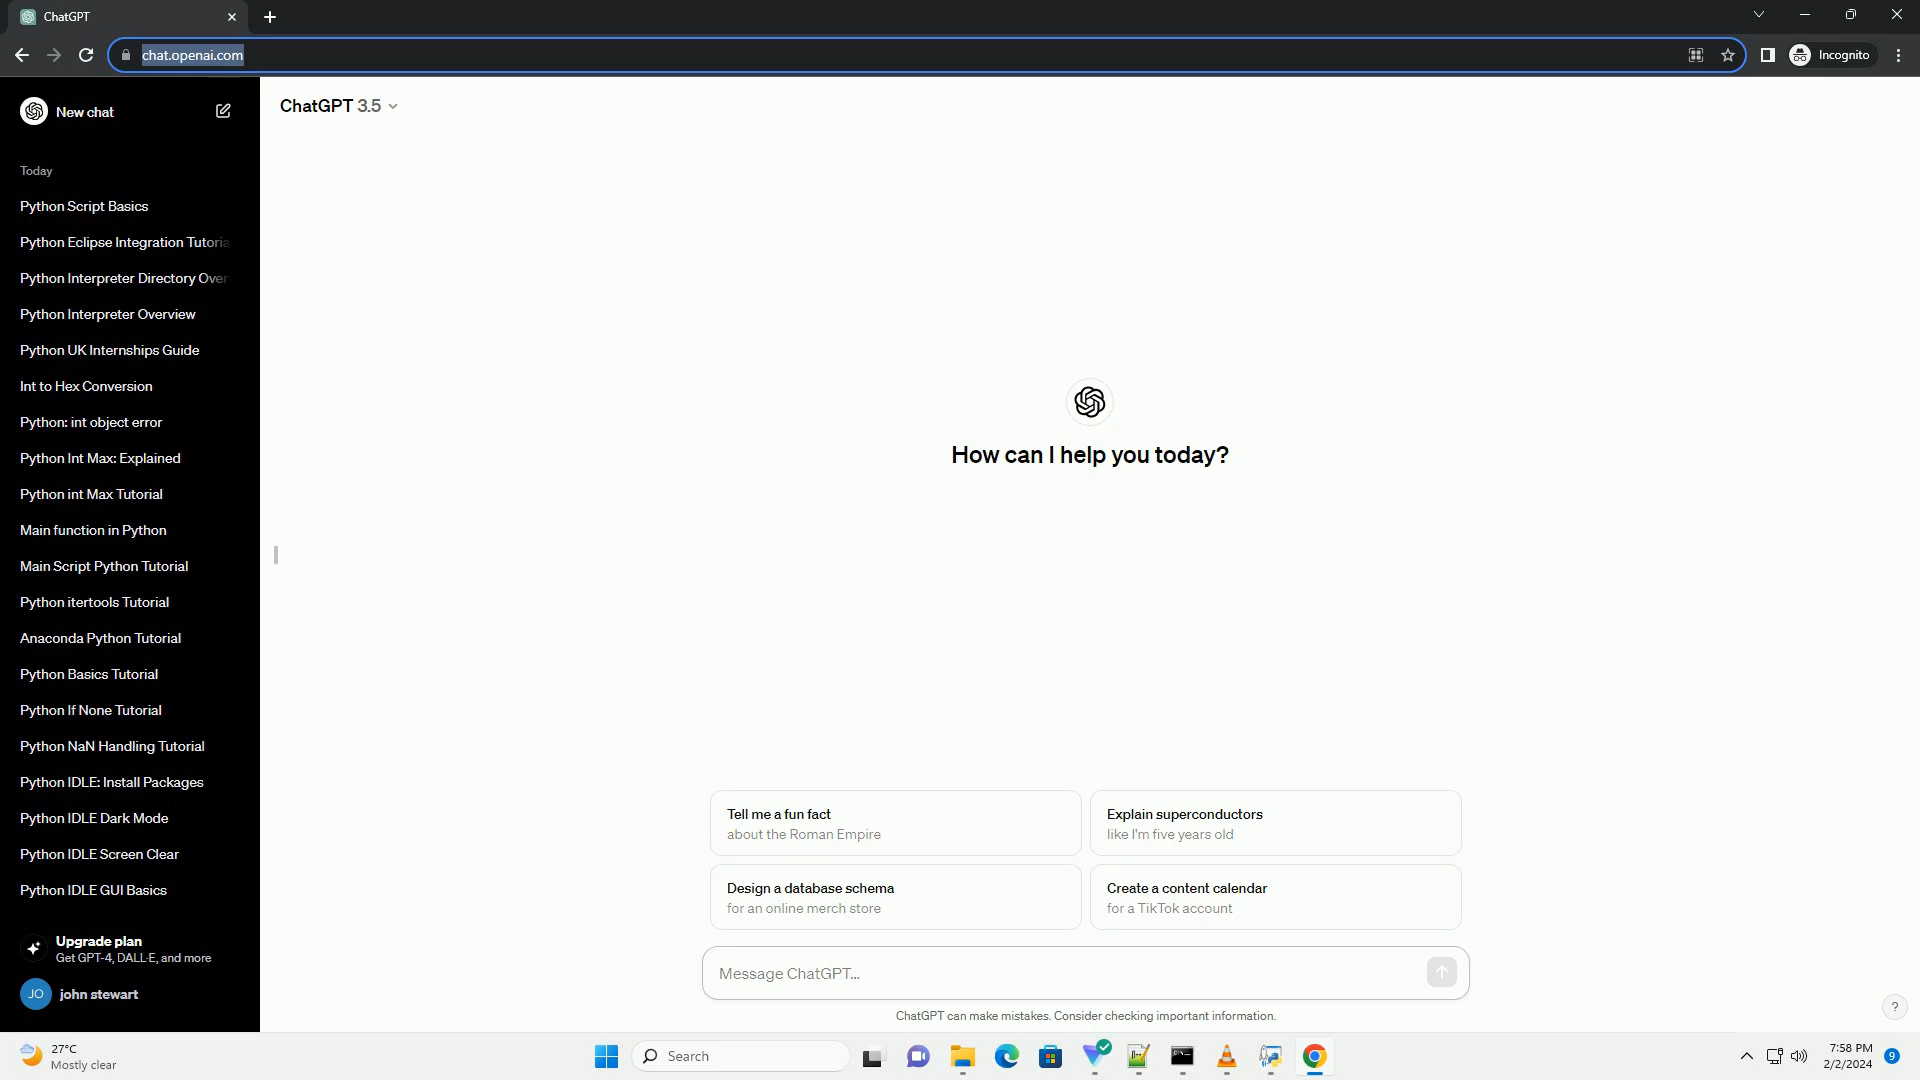 ChatGPT
chat.openai.com
Incognito
New chat
ChatGPT 3.5
Today
Python Script Basics
Python Eclipse Integration Tutoria
Python Interpreter Directory Over
Python Interpreter Overview
Python UK Internships Guide
Int to Hex Conversion
Python: int object error
Python Int Max: Explained
Python int Max Tutorial
Main function in Python
Main Script Python Tutorial
Python itertools Tutorial
Anaconda Python Tutorial
Python Basics Tutorial
Python If None Tutorial
Python NaN Handling Tutorial
Python IDLE: Install Packages
Python IDLE Dark Mode
Python IDLE Screen Clear
Python IDLE GUI Basics
Upgrade plan
Get GPT-4, DALL·E, and more
JO john stewart
How can I help you today?
Tell me a fun fact
about the Roman Empire
Explain superconductors
like I'm five years old
Design a database schema
for an online merch store
Create a content calendar
for a TikTok account
Message ChatGPT...
ChatGPT can make mistakes. Consider checking important information.
?
27°C
Mostly clear
Search
7:58 PM
2/2/2024
9